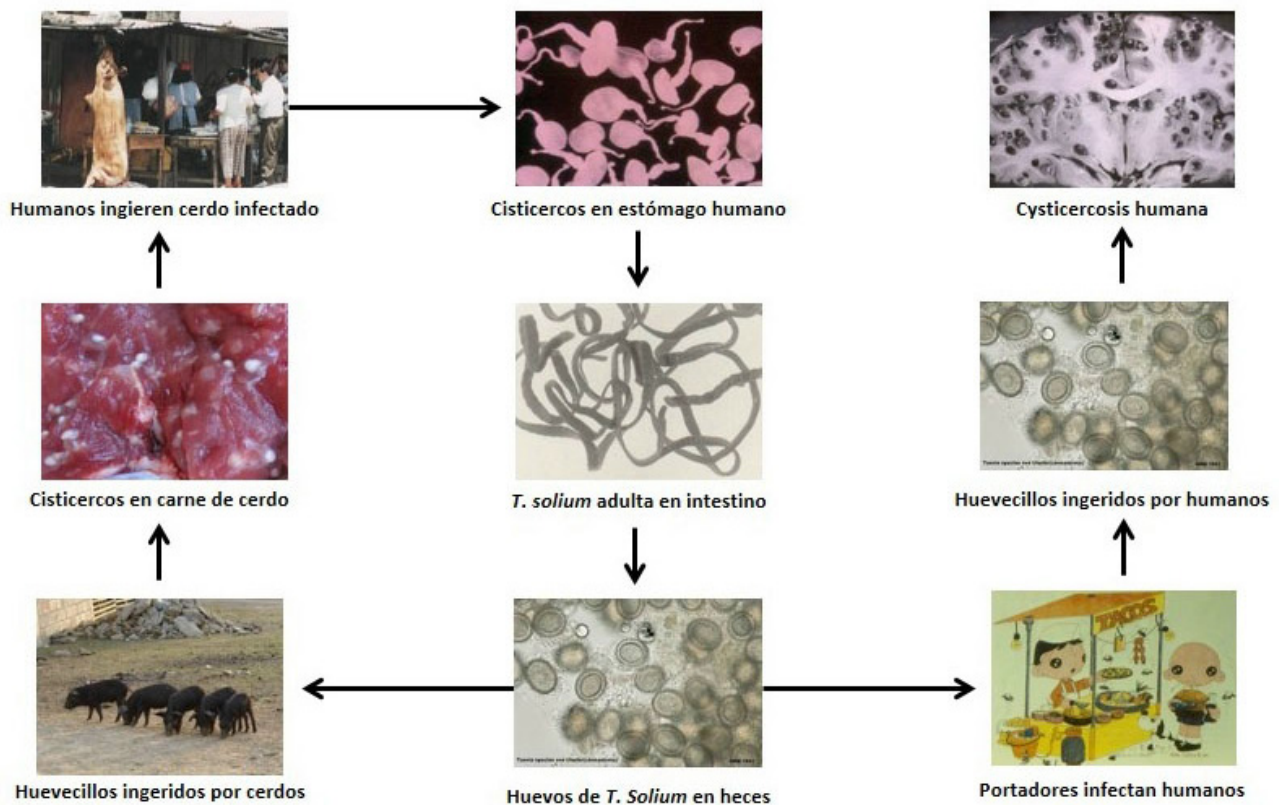 Humanos ingieren cerdo infectado
Cisticercos en estómago humano
Cysticercosis humana
Cisticercos en carne de cerdo
T. solium adulta en intestino
Huevecillos ingeridos por humanos
TACOS
Huevecillos ingeridos por cerdos
Huevos de T. Solium en heces
Portadores infectan humanos